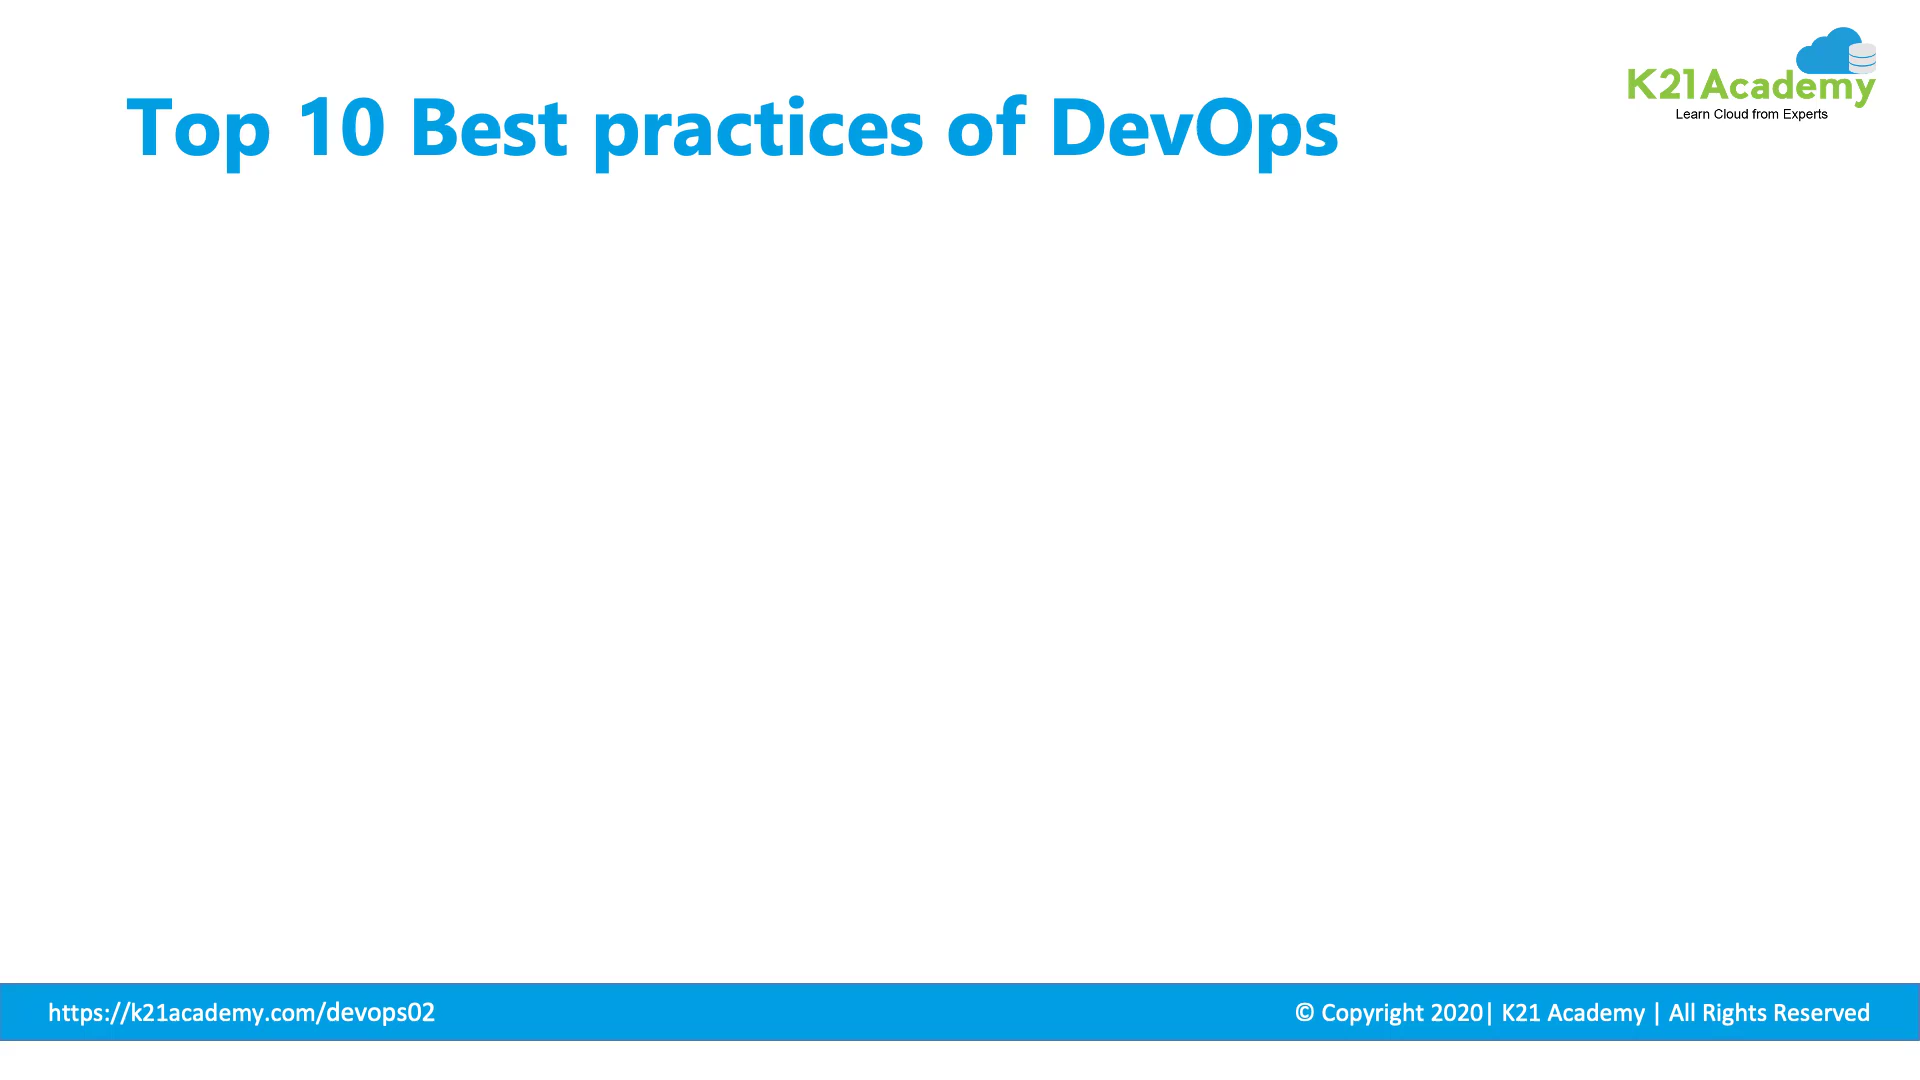 K21Academy
Learn Cloud from Experts
Top 10 Best practices of DevOps
https://k21academy.com/devops02
© Copyright 2020| K21 Academy | All Rights Reserved